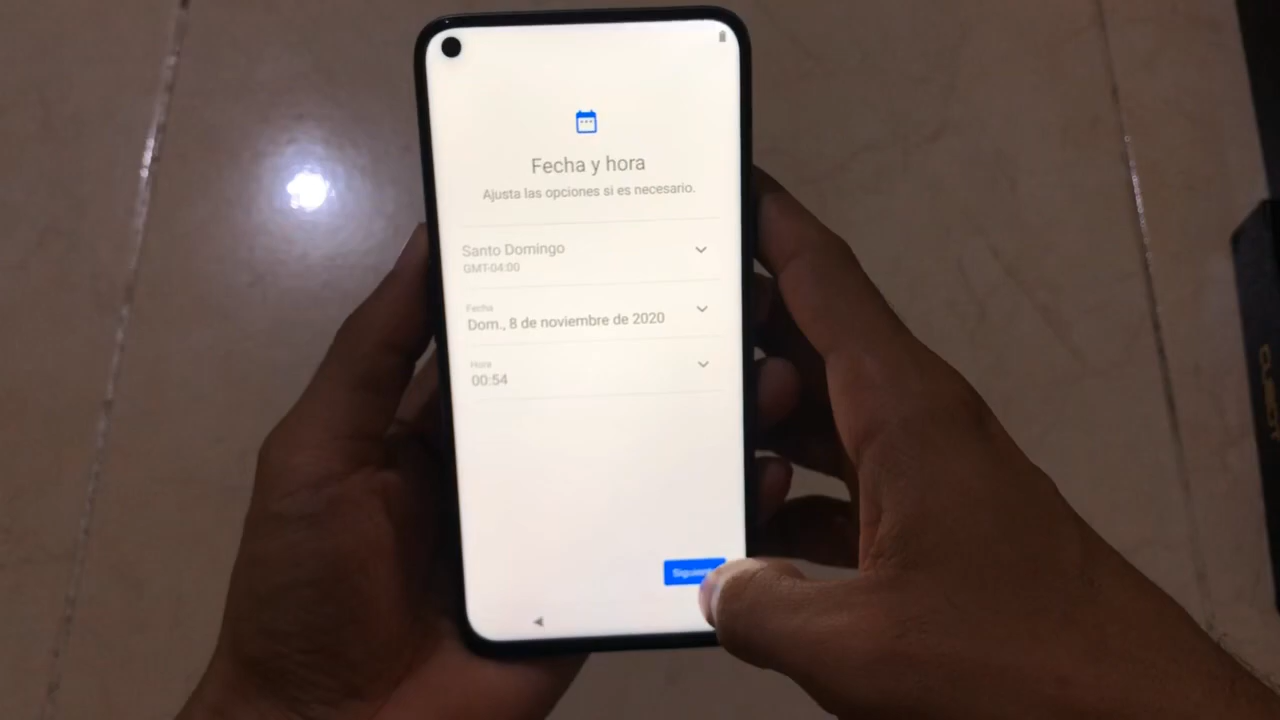 Fecha y hora
Ajusta las opciones si es necesario.
Santo Domingo
GMT-04:00
Fecha
Dom., 8 de noviembre de 2020
Hora
00:54
CUBOT